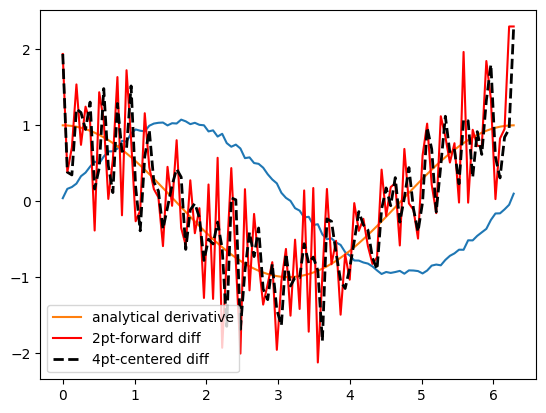 2
1
0
−1
−2
analytical derivative
2pt-forward diff
4pt-centered diff
0 1 2 3 4 5 6